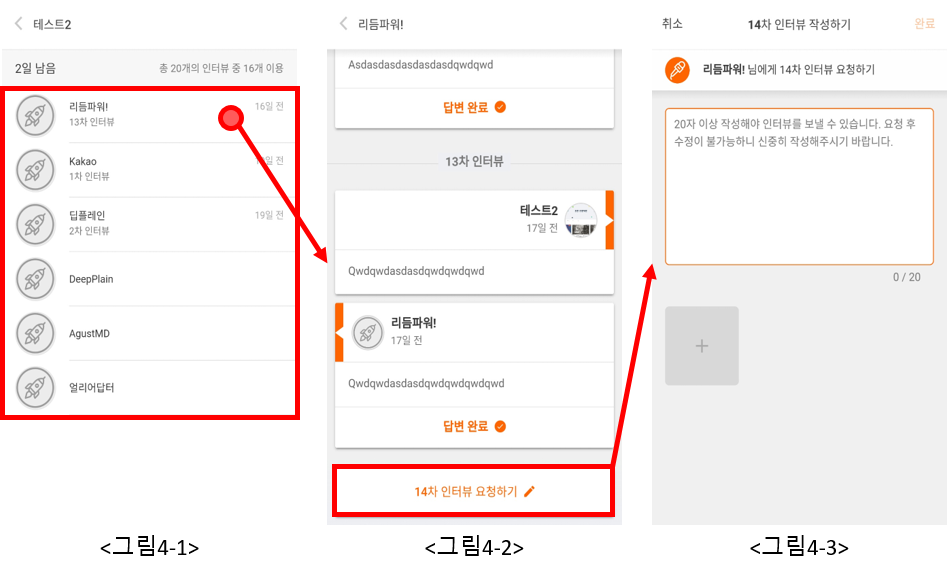 테스트2
2일 남음
총 20개의 인터뷰 중 16개 이용
리듬파워!
16일 전
13차 인터뷰
Kakao
일 전
1차 인터뷰
딥플레인
19일 전
2차 인터뷰
DeepPlain
AgustMD
얼리어답터
<그림4-1>
리듬파워!
Asdasdasdasdasdasdqwdqwd
답변 완료
13차 인터뷰
테스트2
17일 전
Qwdqwdasdasdqwdqwdqwd
리듬파워!
17일 전
Qwdqwdasdasdqwdqwdqwdqwd
답변 완료
14차 인터뷰 요청하기
<그림4-2>
취소
14차 인터뷰 작성하기
완료
리듬파워! 님에게 14차 인터뷰 요청하기
20자 이상 작성해야 인터뷰를 보낼 수 있습니다. 요청 후
수정이 불가능하니 신중히 작성해주시기 바랍니다.
0 / 20
<그림4-3>